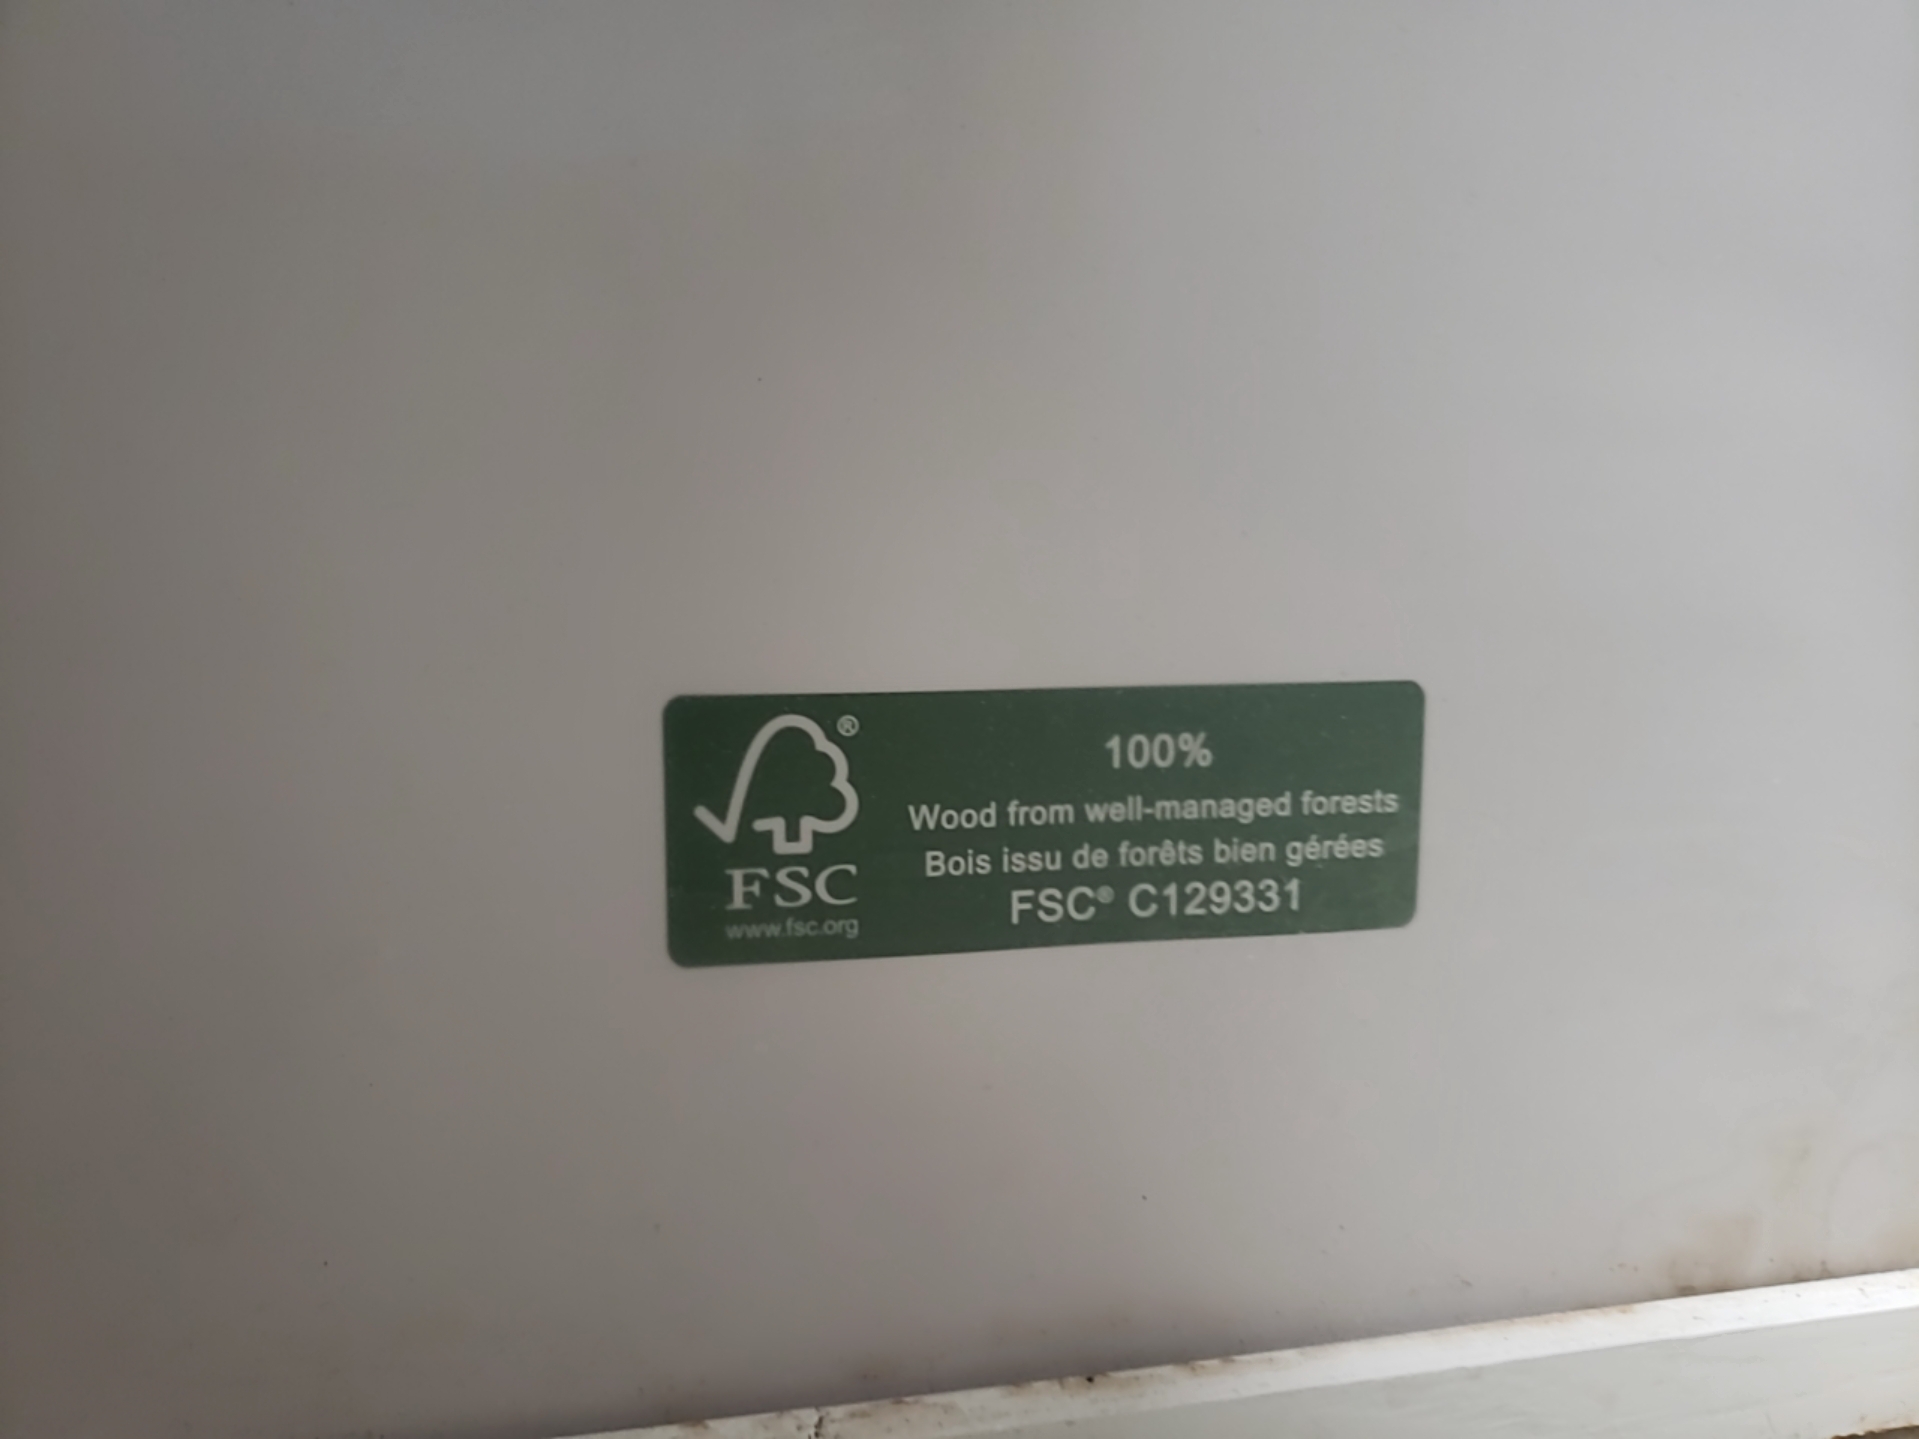 ®
FSC
www.fsc.org
100%
Wood from well-managed forests
Bois issu de forêts bien gérées
FSC® C129331